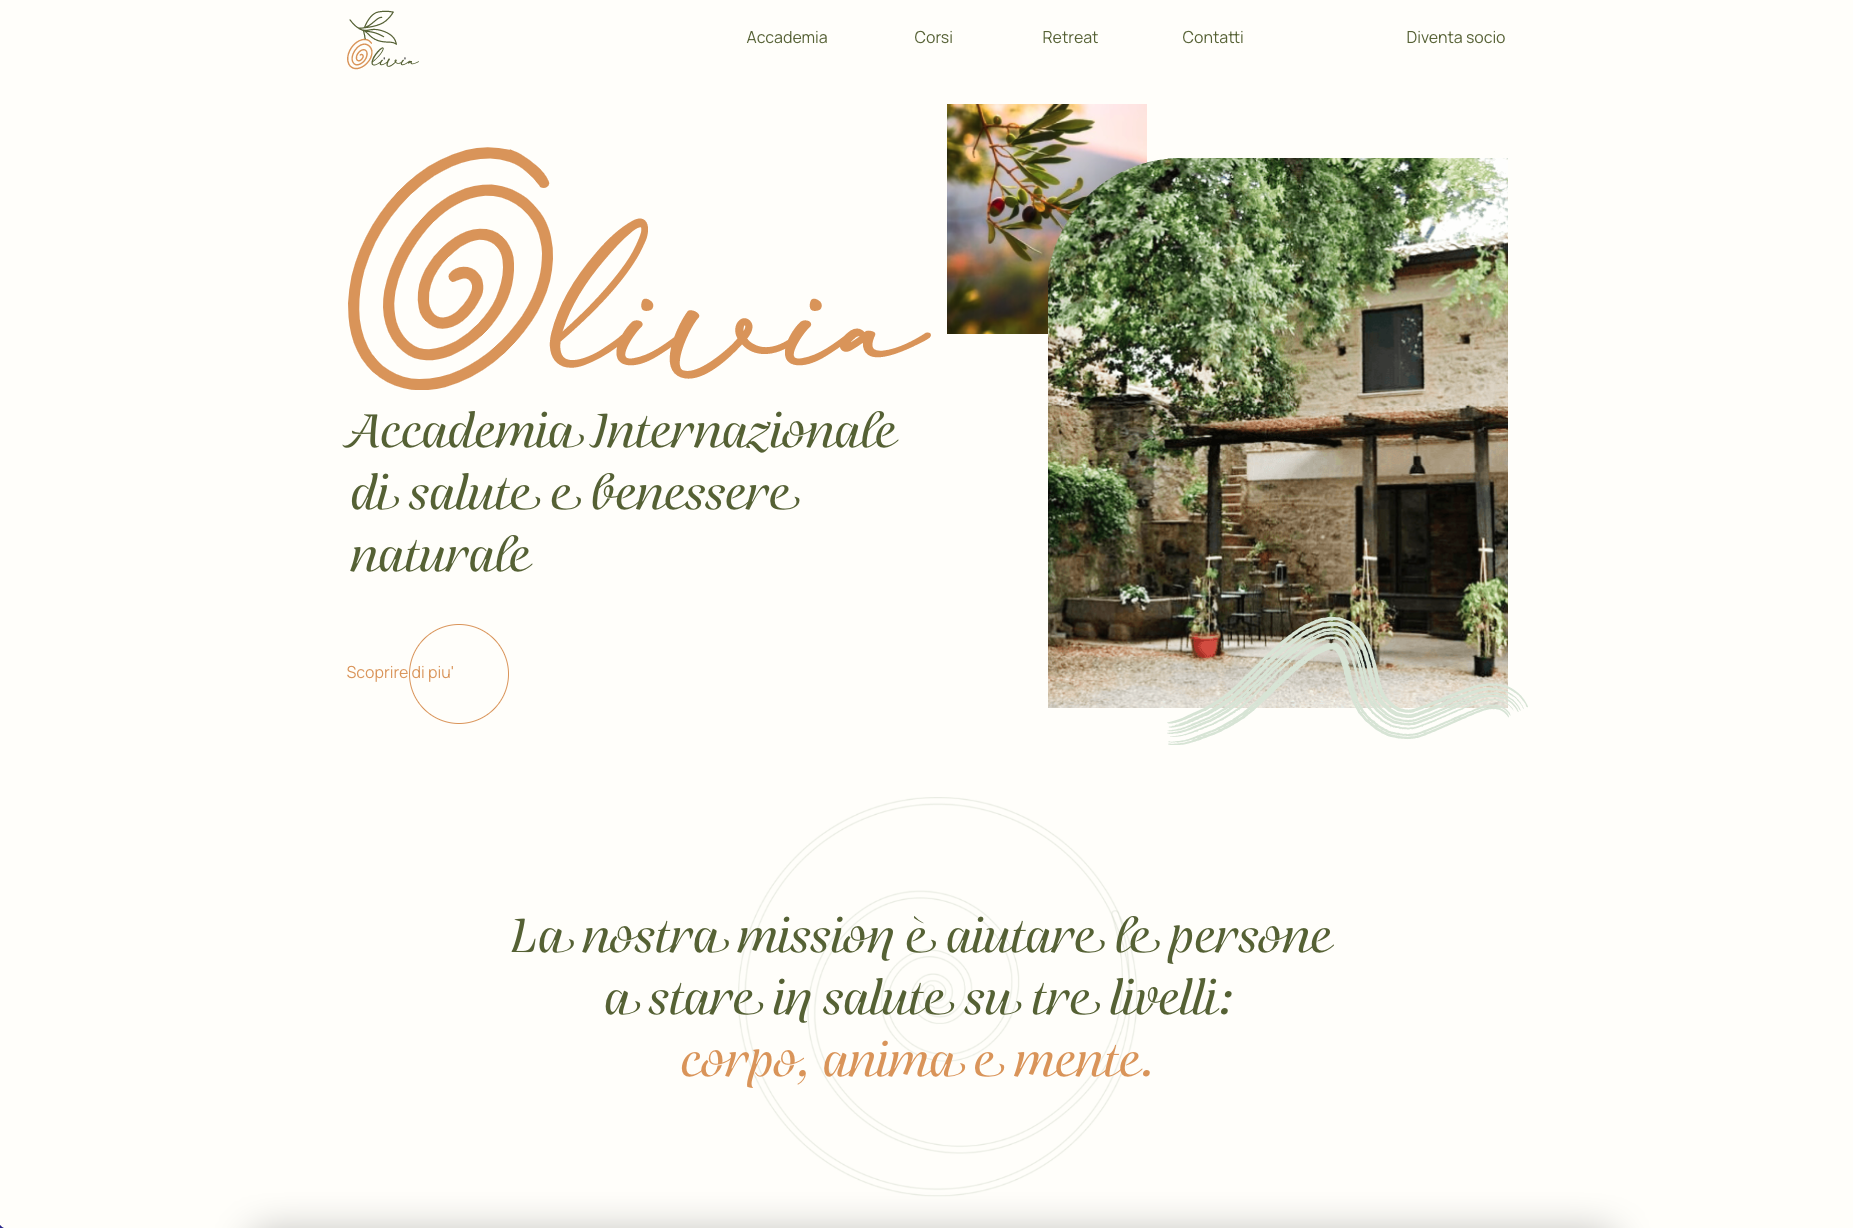 Olivia
Accademia
Corsi
Retreat
Contatti
Diventa socio
Olivia
Accademia Internazionale
di salute e benessere
naturale
Scoprire di piu'
La nostra mission è aiutare le persone
a stare in salute su tre livelli:
corpo, anima e mente.